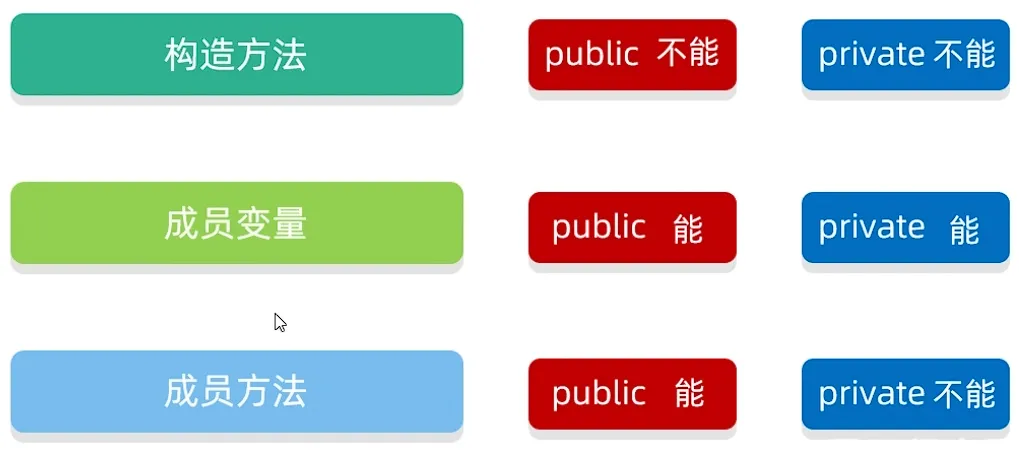 构造方法 public 不能 private 不能
成员变量 public 能 private 能
成员方法 public 能 private 不能